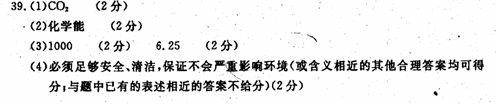 39.(1)CO₂ (2分)
(2)化学能 (2分)
(3)1000 (2分) 6.25 (2分)
(4)必须足够安全、清洁,保证不会严重影响环境(或含义相近的其他合理答案均可得
分;与题中已有的表述相近的答案不给分)(2分)